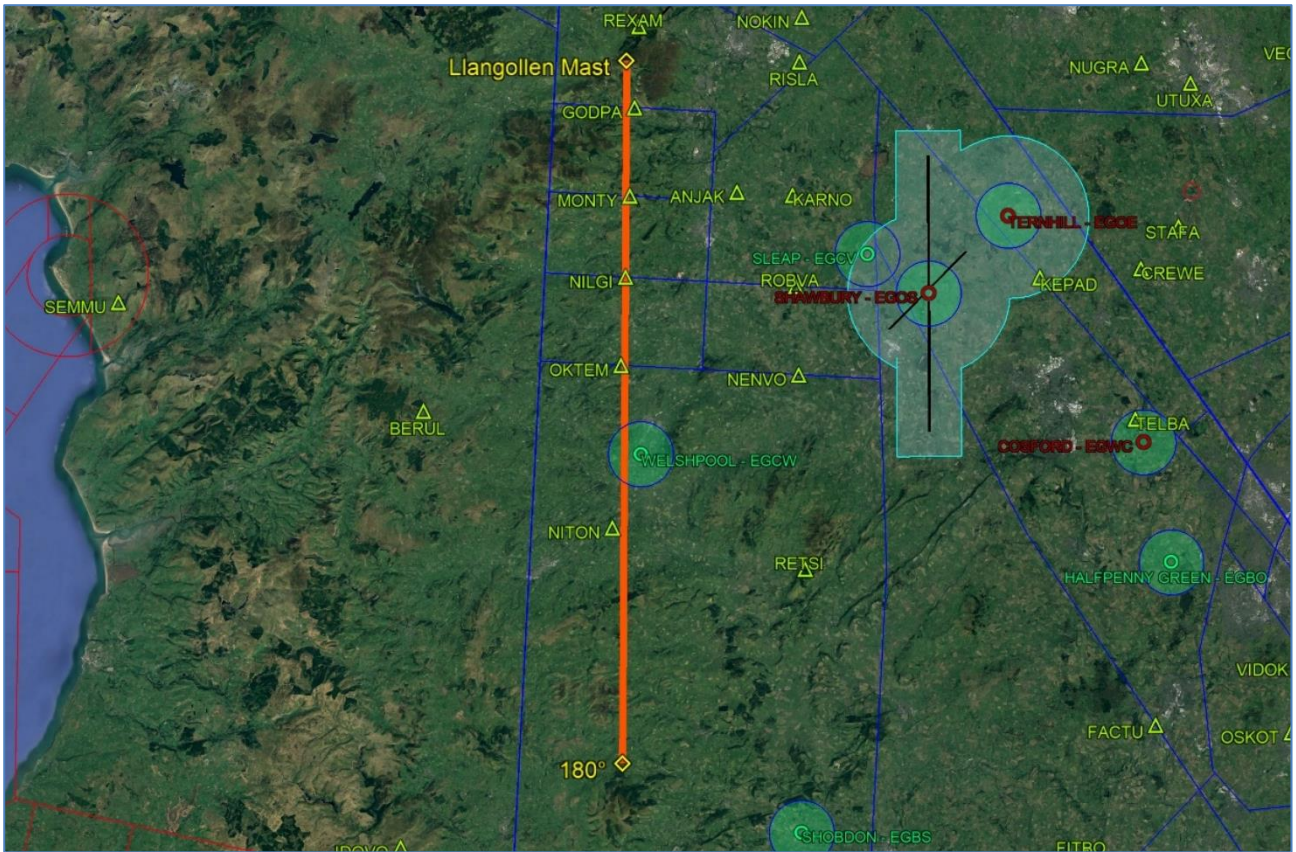 REXAM
NOKIN
VEC
Llangollen Mast
RISLA
NUGRA
UTUXA
GODPA
MONTY
ANJAK
KARNO
TERNHILL - EGOE
STAFA
SLEAP - EGCV
CREWE
NILGI
ROBVA
KEPAD
SHAWBURY - EGOS
SEMMU
OKTEM
NENVO
BERUL
TELBA
COSFORD - EGWC
WELSHPOOL - EGCW
NITON
RETSI
HALFPENNY GREEN - EGBO
VIDOK
FACTU
OSKOT
180°
SHOBDON - EGBS